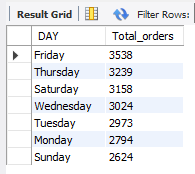 Result Grid Filter Rows:
DAY Total_orders
Friday 3538
Thursday 3239
Saturday 3158
Wednesday 3024
Tuesday 2973
Monday 2794
Sunday 2624